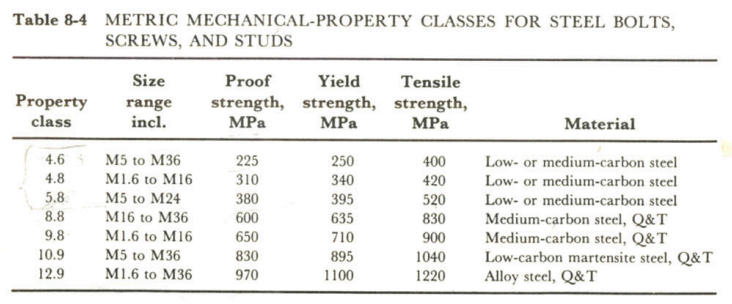 Table 8-4 METRIC MECHANICAL-PROPERTY CLASSES FOR STEEL BOLTS,
SCREWS, AND STUDS
Size Proof Yield Tensile
Property range strength, strength, strength,
class incl. MPa MPa MPa Material
4.6 M5 to M36 225 250 400 Low- or medium-carbon steel
4.8 M1.6 to M16 310 340 420 Low- or medium-carbon steel
5.8 M5 to M24 380 395 520 Low- or medium-carbon steel
8.8 M16 to M36 600 635 830 Medium-carbon steel, Q&T
9.8 M1.6 to M16 650 710 900 Medium-carbon steel, Q&T
10.9 M5 to M36 830 895 1040 Low-carbon martensite steel, Q&T
12.9 M1.6 to M36 970 1100 1220 Alloy steel, Q&T